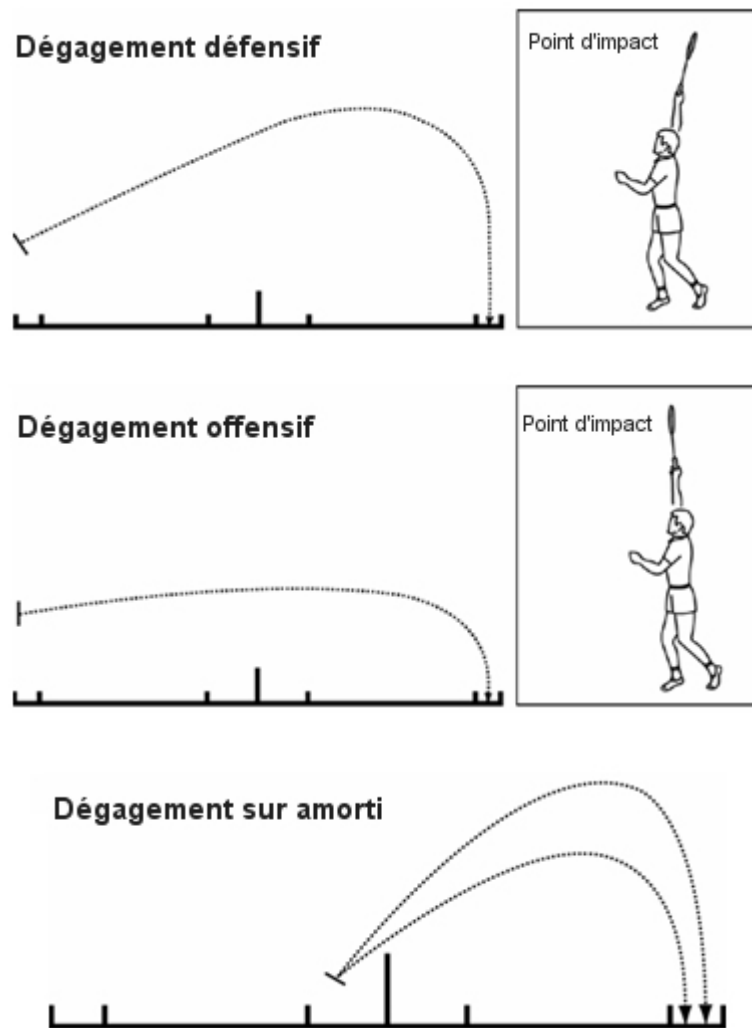 Dégagement défensif
Point d'impact
Dégagement offensif
Point d'impact
Dégagement sur amorti